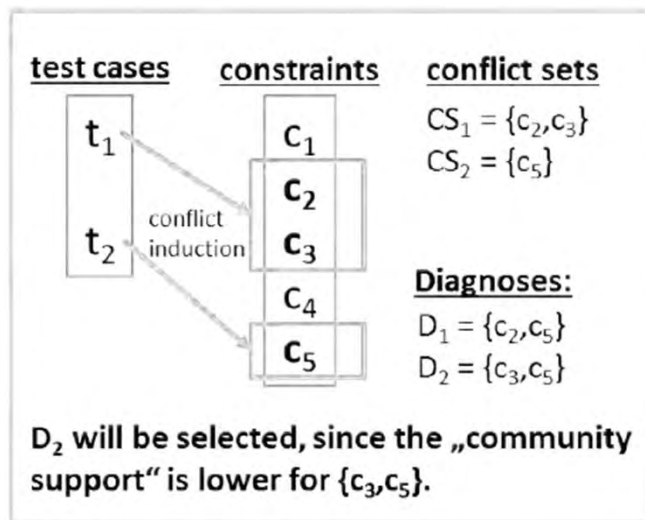 test cases
constraints
conflict sets
t₁
t₂
conflict
induction
c₁
c₂
c₃
c₄
c₅
CS₁ = {c₂,c₃}
CS₂ = {c₅}
Diagnoses:
D₁ = {c₂,c₅}
D₂ = {c₃,c₅}
D₂ will be selected, since the „community
support“ is lower for {c₃,c₅}.